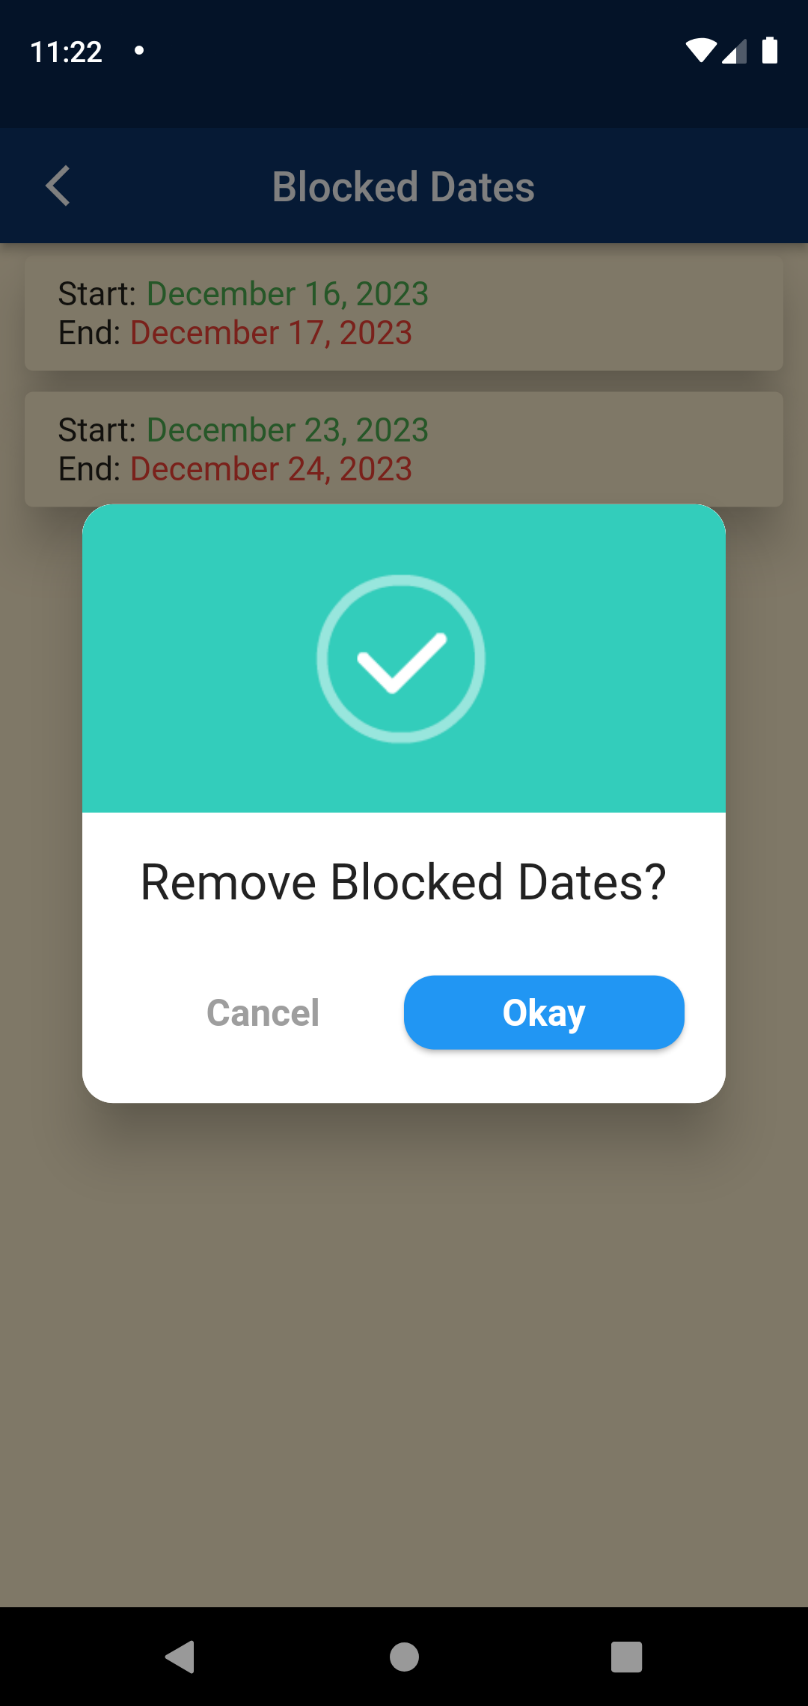 11:22
Blocked Dates
Start: December 16, 2023
End: December 17, 2023
Start: December 23, 2023
End: December 24, 2023
Remove Blocked Dates?
Cancel
Okay